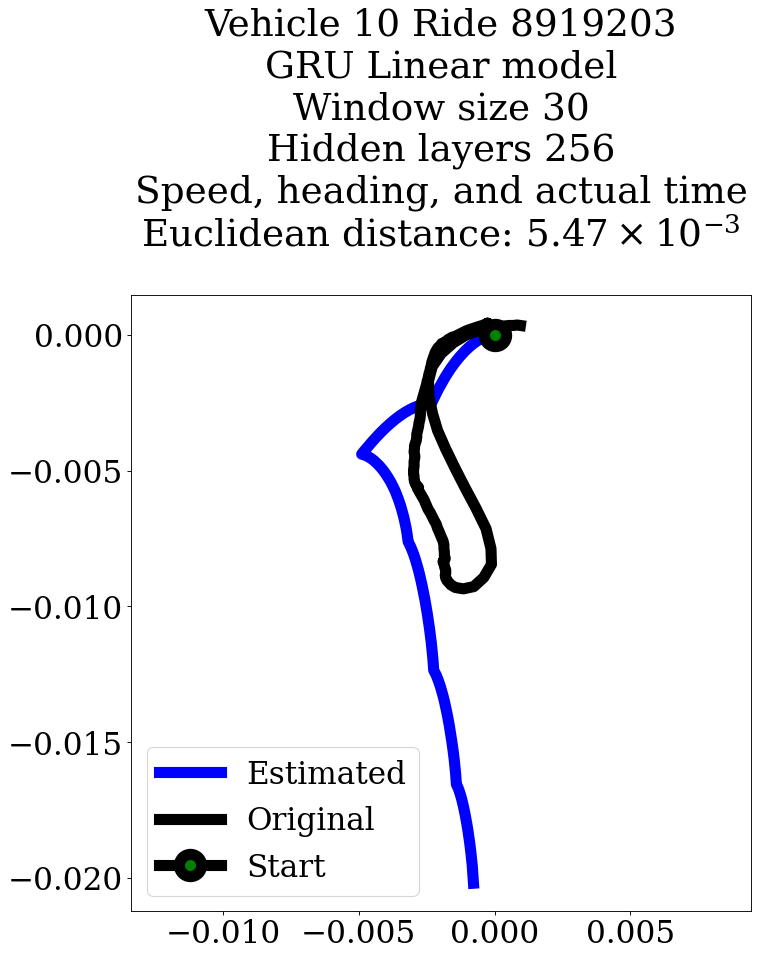 Vehicle 10 Ride 8919203
GRU Linear model
Window size 30
Hidden layers 256
Speed, heading, and actual time
Euclidean distance: 5.47 × 10⁻³
0.000
−0.005
−0.010
−0.015
−0.020
Estimated
Original
Start
−0.010 −0.005 0.000 0.005